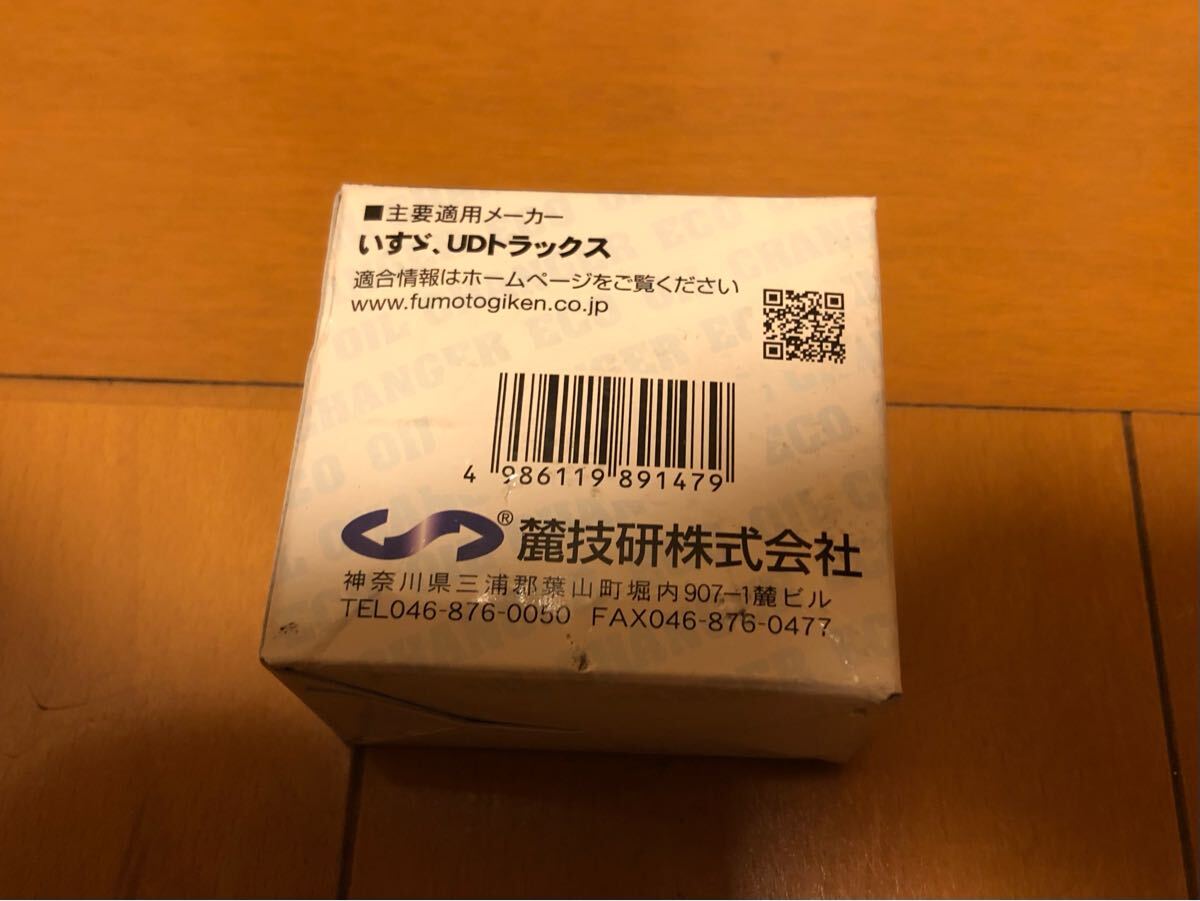 ■主要適用メーカー
いすゞ、UDトラックス
適合情報はホームページをご覧ください
www.fumotogiken.co.jp
4 986119 891479
® 麓技研株式会社
神奈川県三浦郡葉山町堀内907-1麓ビル
TEL046-876-0050 FAX046-876-0477